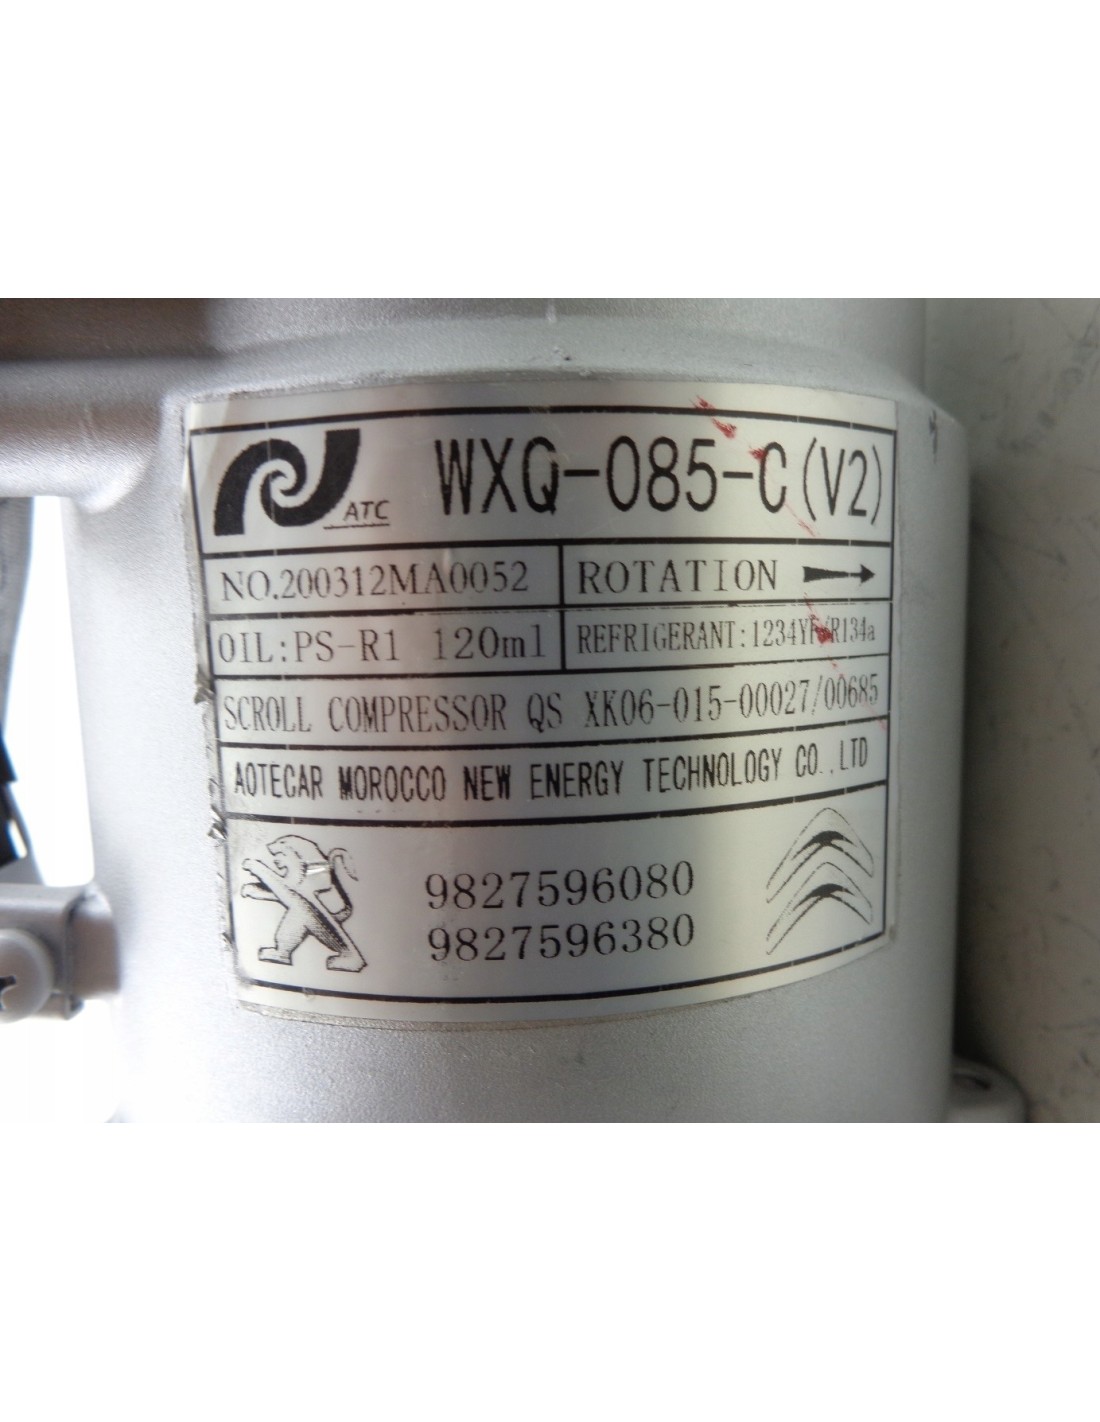 ATC
WXQ-085-C(V2)
NO.200312MA0052
ROTATION
OIL:PS-R1 120ml
REFRIGERANT:1234YF/R134a
SCROLL COMPRESSOR QS XK06-015-00027/00685
AOTECAR MOROCCO NEW ENERGY TECHNOLOGY CO.,LTD
9827596080
9827596380